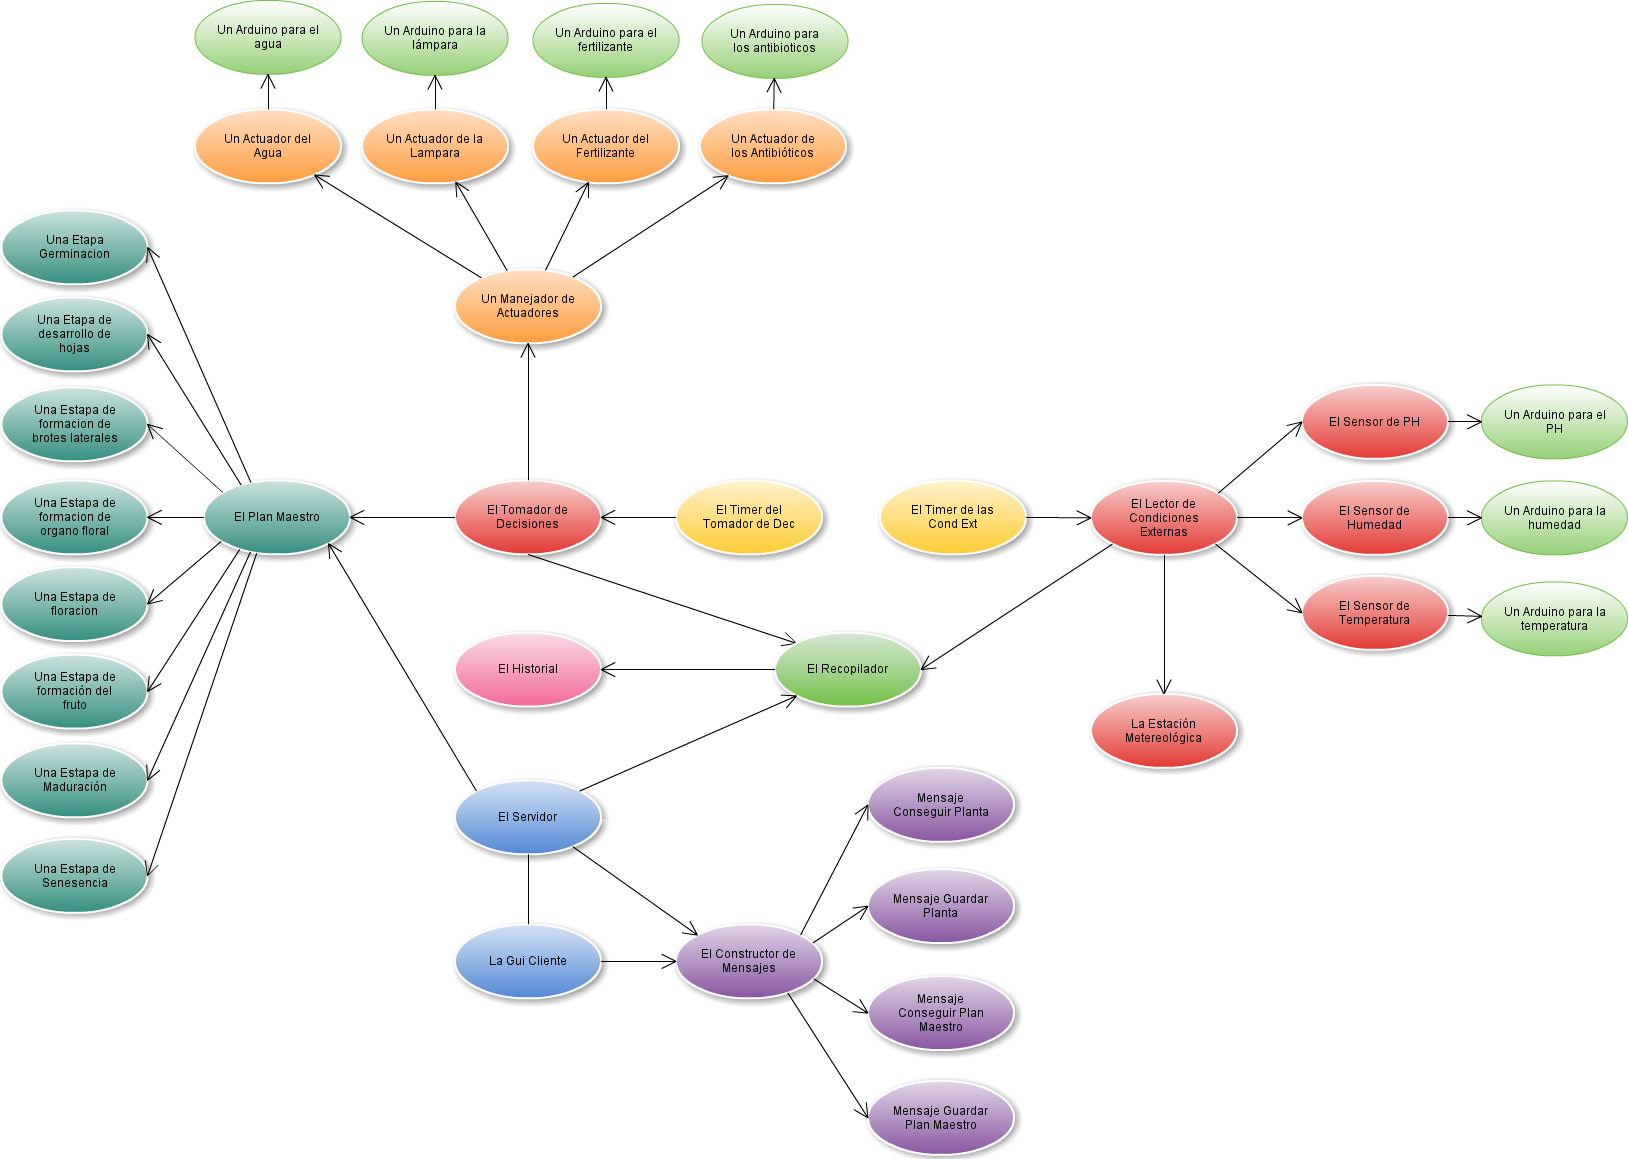 Un Arduino para el
agua
Un Arduino para la
lámpara
Un Arduino para el
fertilizante
Un Arduino para
los antibioticos
Un Actuador del
Agua
Un Actuador de la
Lampara
Un Actuador del
Fertilizante
Un Actuador de
los Antibióticos
Un Manejador de
Actuadores
Una Etapa
Germinacion
Una Etapa de
desarrollo de
hojas
Una Estapa de
formacion de
brotes laterales
Una Estapa de
formacion de
organo floral
Una Estapa de
floracion
Una Estapa de
formación del
fruto
Una Estapa de
Maduración
Una Estapa de
Senesencia
El Plan Maestro
El Tomador de
Decisiones
El Timer del
Tomador de Dec
El Timer de las
Cond Ext
El Lector de
Condiciones
Externas
El Sensor de PH
Un Arduino para el
PH
El Sensor de
Humedad
Un Arduino para la
humedad
El Sensor de
Temperatura
Un Arduino para la
temperatura
La Estación
Metereológica
El Historial
El Recopilador
El Servidor
La Gui Cliente
El Constructor de
Mensajes
Mensaje
Conseguir Planta
Mensaje Guardar
Planta
Mensaje
Conseguir Plan
Maestro
Mensaje Guardar
Plan Maestro